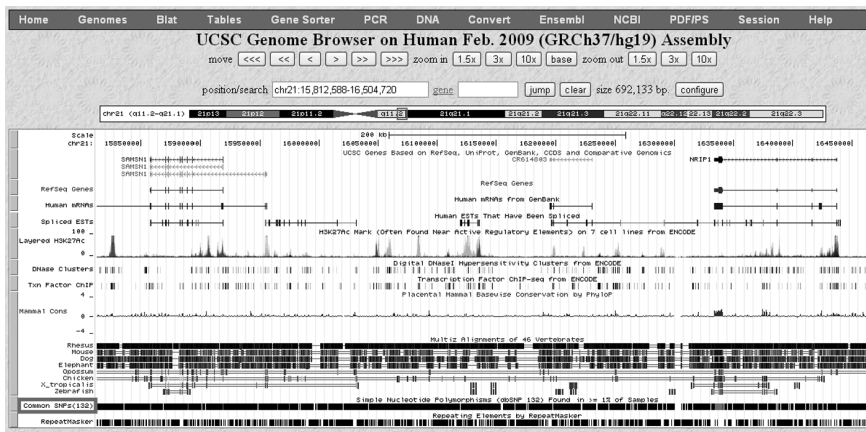 Home Genomes Blat Tables Gene Sorter PCR DNA Convert Ensembl NCBI PDF/PS Session Help
UCSC Genome Browser on Human Feb. 2009 (GRCh37/hg19) Assembly
move <<< << < > >> >>> zoom in 1.5x 3x 10x base zoom out 1.5x 3x 10x
position/search chr21:15,812,588-16,504,720 gene jump clear size 692,133 bp. configure
chr21 (q11.2-q21.1) 21p13 21p12 21p11.2 q11.2 21q21.1 21q21.2 21q21.3 21q22.11 q22.12 q22.13 21q22.2 21q22.3
Scale 200 kb
chr21: 15850000 15900000 15950000 16000000 16050000 16100000 16150000 16200000 16250000 16300000 16350000 16400000 16450000
UCSC Genes Based on RefSeq, UniProt, GenBank, CCDS and Comparative Genomics
SAMSN1 CR614803 NRIP1
SAMSN1
SAMSN1
RefSeq Genes
RefSeq Genes
Human mRNAs from GenBank
Human mRNAs
Human ESTs That Have Been Spliced
Spliced ESTs
H3K27Ac Mark (Often Found Near Active Regulatory Elements) on 7 cell lines from ENCODE
100
Layered H3K27Ac
0
Digital DNaseI Hypersensitivity Clusters from ENCODE
DNase Clusters
Transcription Factor ChIP-seq from ENCODE
Txn Factor ChIP
Placental Mammal Basewise Conservation by PhyloP
4
Mammal Cons 0
-4
Multiz Alignments of 46 Vertebrates
Rhesus
Mouse
Dog
Elephant
Opossum
Chicken
X_tropicalis
Zebrafish
Simple Nucleotide Polymorphisms (dbSNP 132) Found in >= 1% of Samples
Common SNPs(132)
Repeating Elements by RepeatMasker
RepeatMasker